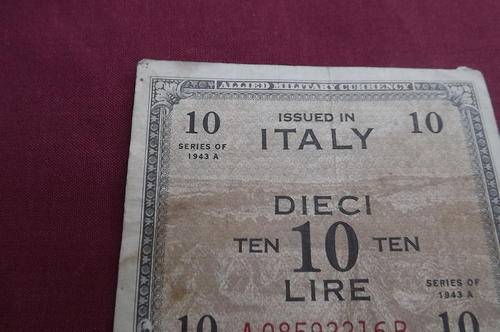 ALLIED MILITARY CURRENCY
10 ISSUED IN 10
ITALY
SERIES OF
1943 A
DIECI
TEN 10 TEN
LIRE
SERIES OF
1943 A
10 10